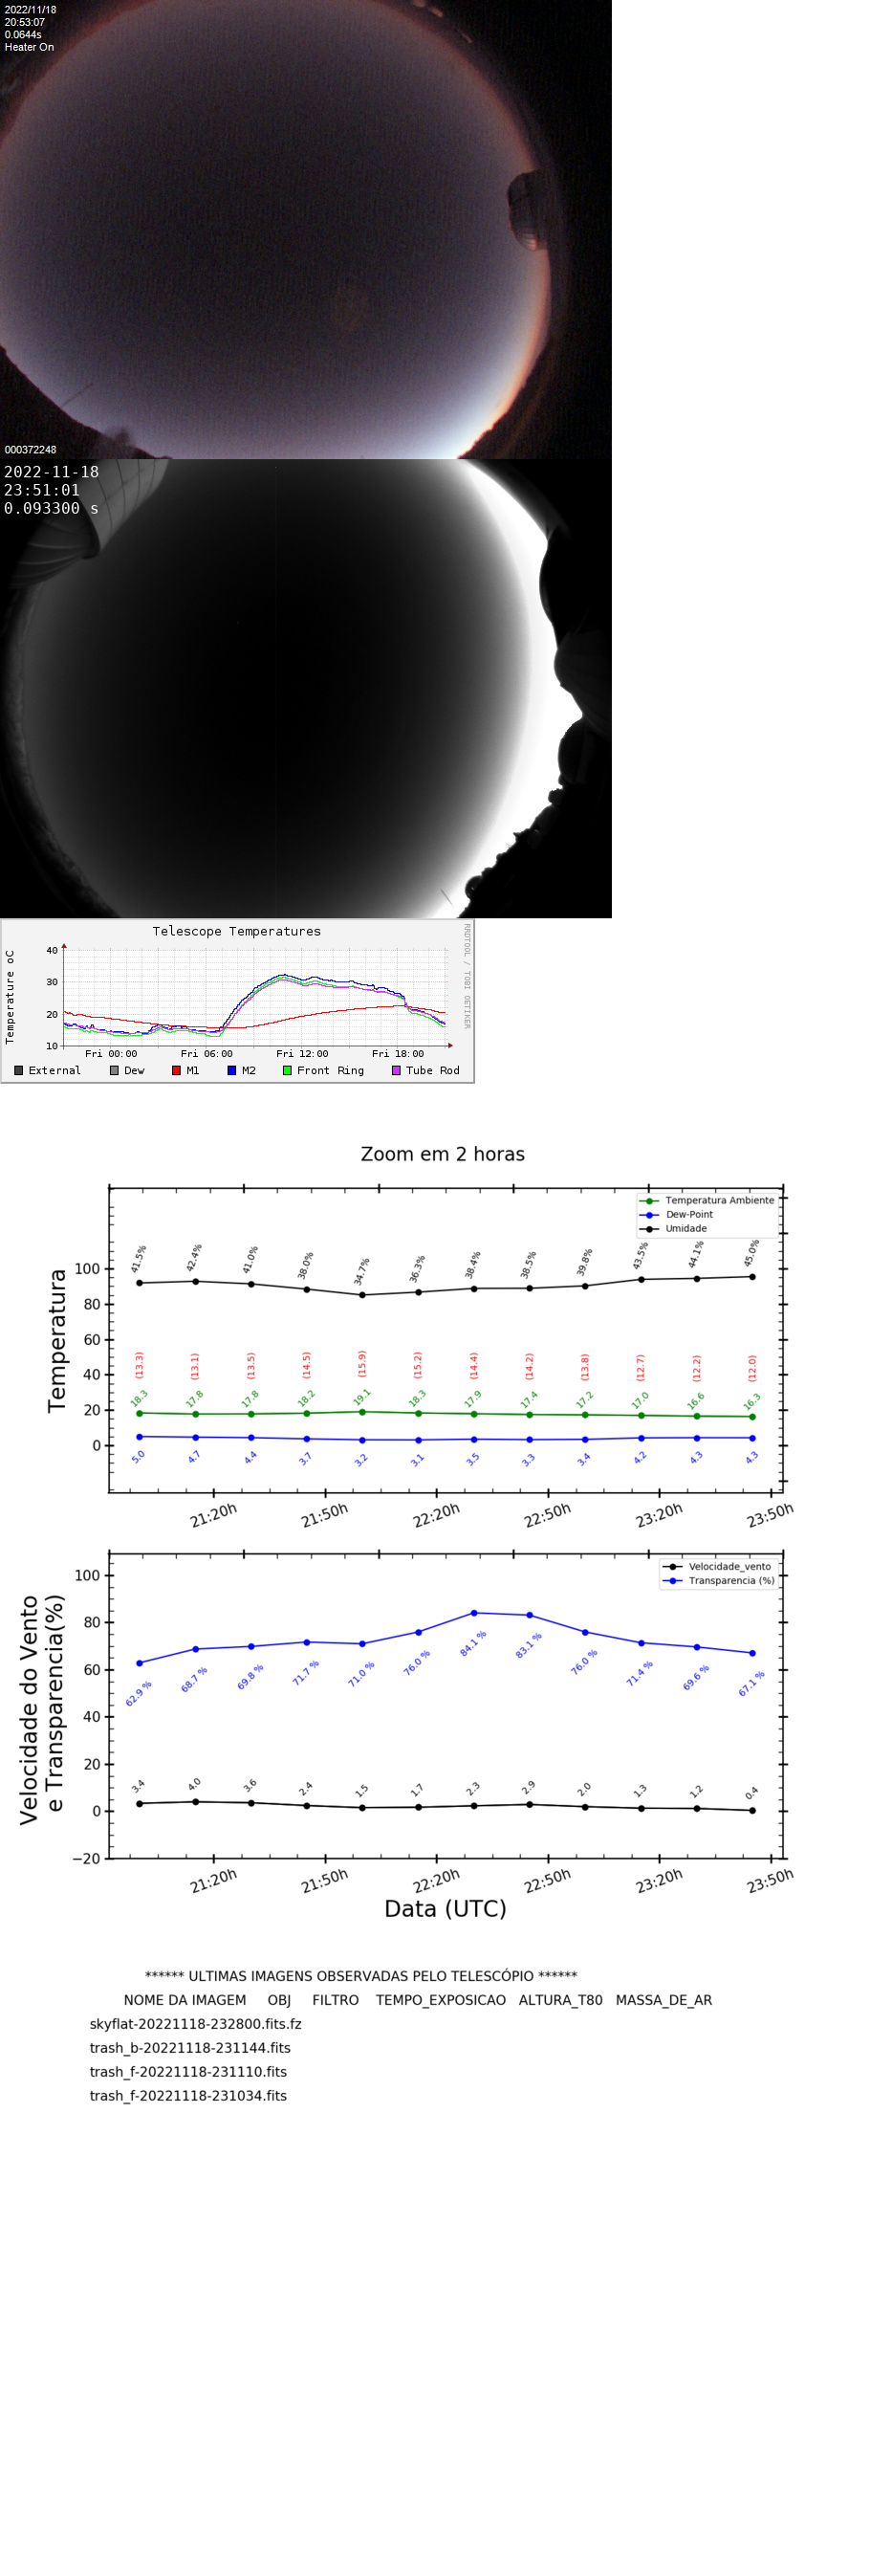 2022/11/18
20:53:07
0.0644s
Heater On
000372248
2022-11-18
23:51:01
0.093300 s
Telescope Temperatures
RRDTOOL / TOBI OETIKER
Temperature oC
40
30
20
10
Fri 00:00 Fri 06:00 Fri 12:00 Fri 18:00
External Dew M1 M2 Front Ring Tube Rod
Zoom em 2 horas
Temperatura Ambiente
Dew-Point
Umidade
Temperatura
100
80
60
40
20
0
41.5% 42.4% 41.0% 38.0% 34.7% 36.3% 38.4% 38.5% 39.8% 43.5% 44.1% 45.0%
(13.3) (13.1) (13.5) (14.5) (15.9) (15.2) (14.4) (14.2) (13.8) (12.7) (12.2) (12.0)
18.3 17.8 17.8 18.2 19.1 18.3 17.9 17.4 17.2 17.0 16.6 16.3
5.0 4.7 4.4 3.7 3.2 3.1 3.5 3.3 3.4 4.2 4.3 4.3
21:20h 21:50h 22:20h 22:50h 23:20h 23:50h
Velocidade_vento
Transparencia (%)
Velocidade do Vento
e Transparencia(%)
100
80
60
40
20
0
−20
62.9 % 68.7 % 69.8 % 71.7 % 71.0 % 76.0 % 84.1 % 83.1 % 76.0 % 71.4 % 69.6 % 67.1 %
3.4 4.0 3.6 2.4 1.5 1.7 2.3 2.9 2.0 1.3 1.2 0.4
21:20h 21:50h 22:20h 22:50h 23:20h 23:50h
Data (UTC)
****** ULTIMAS IMAGENS OBSERVADAS PELO TELESCÓPIO ******
NOME DA IMAGEM OBJ FILTRO TEMPO_EXPOSICAO ALTURA_T80 MASSA_DE_AR
skyflat-20221118-232800.fits.fz
trash_b-20221118-231144.fits
trash_f-20221118-231110.fits
trash_f-20221118-231034.fits